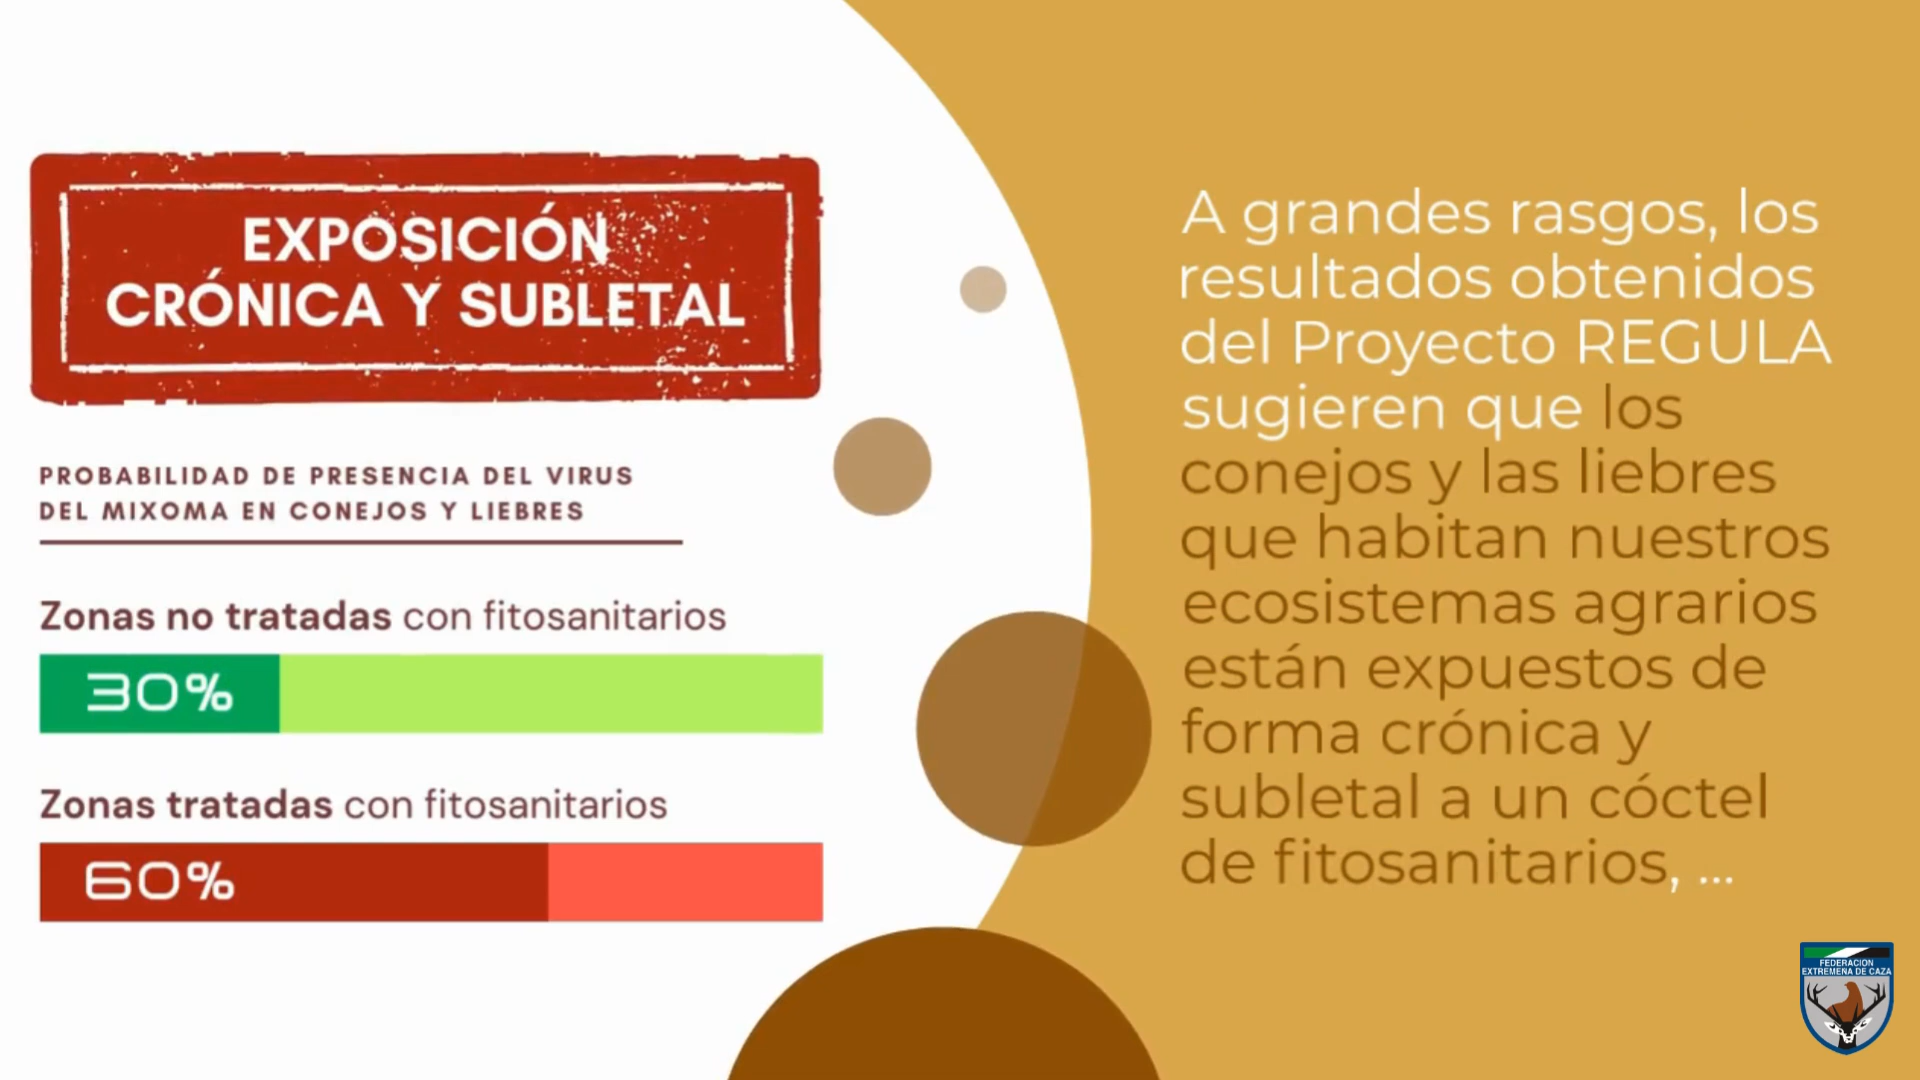 EXPOSICIÓN
CRÓNICA Y SUBLETAL
PROBABILIDAD DE PRESENCIA DEL VIRUS
DEL MIXOMA EN CONEJOS Y LIEBRES
Zonas no tratadas con fitosanitarios
30%
Zonas tratadas con fitosanitarios
60%
A grandes rasgos, los
resultados obtenidos
del Proyecto REGULA
sugieren que los
conejos y las liebres
que habitan nuestros
ecosistemas agrarios
están expuestos de
forma crónica y
subletal a un cóctel
de fitosanitarios, ...
FEDERACION
EXTREMEÑA DE CAZA